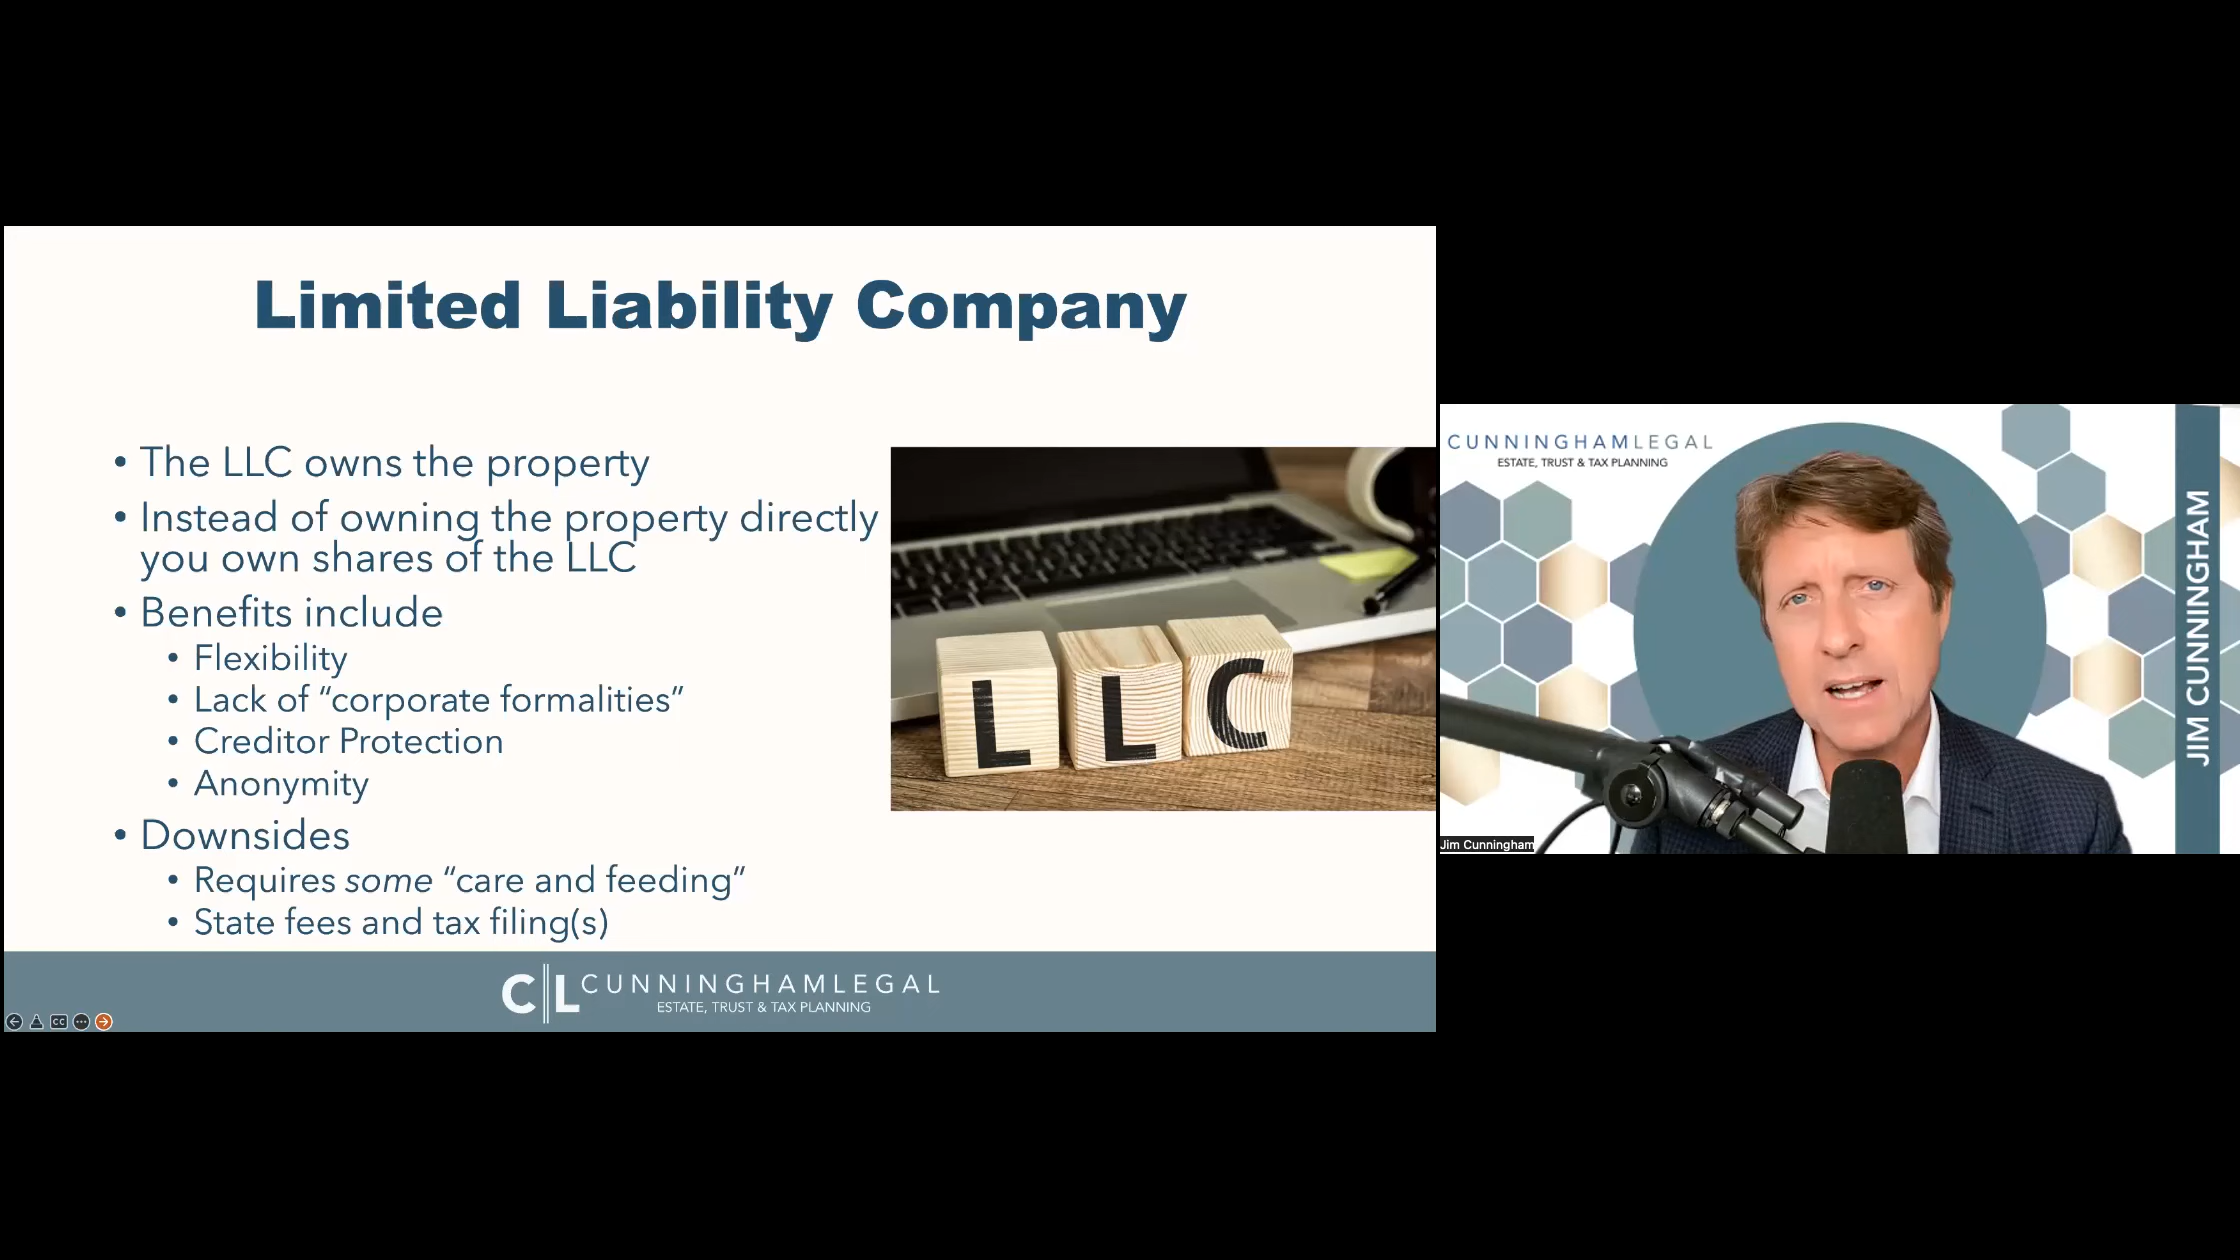 Limited Liability Company
• The LLC owns the property
• Instead of owning the property directly
you own shares of the LLC
• Benefits include
• Flexibility
• Lack of “corporate formalities”
• Creditor Protection
• Anonymity
• Downsides
• Requires some “care and feeding”
• State fees and tax filing(s)
LLC
CL CUNNINGHAMLEGAL
ESTATE, TRUST & TAX PLANNING
CC
CUNNINGHAMLEGAL
ESTATE, TRUST & TAX PLANNING
JIM CUNNINGHAM
Jim Cunningham